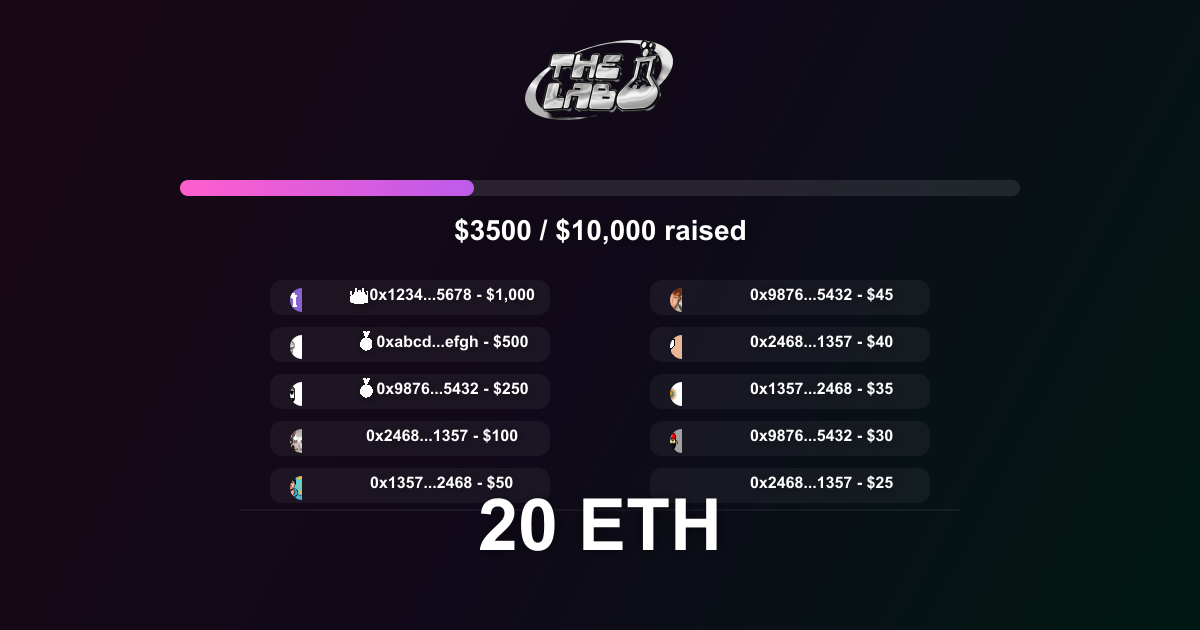 THE
LAB
$3500 / $10,000 raised
0x1234...5678 - $1,000
0xabcd...efgh - $500
0x9876...5432 - $250
0x2468...1357 - $100
0x1357...2468 - $50
0x9876...5432 - $45
0x2468...1357 - $40
0x1357...2468 - $35
0x9876...5432 - $30
0x2468...1357 - $25
20 ETH